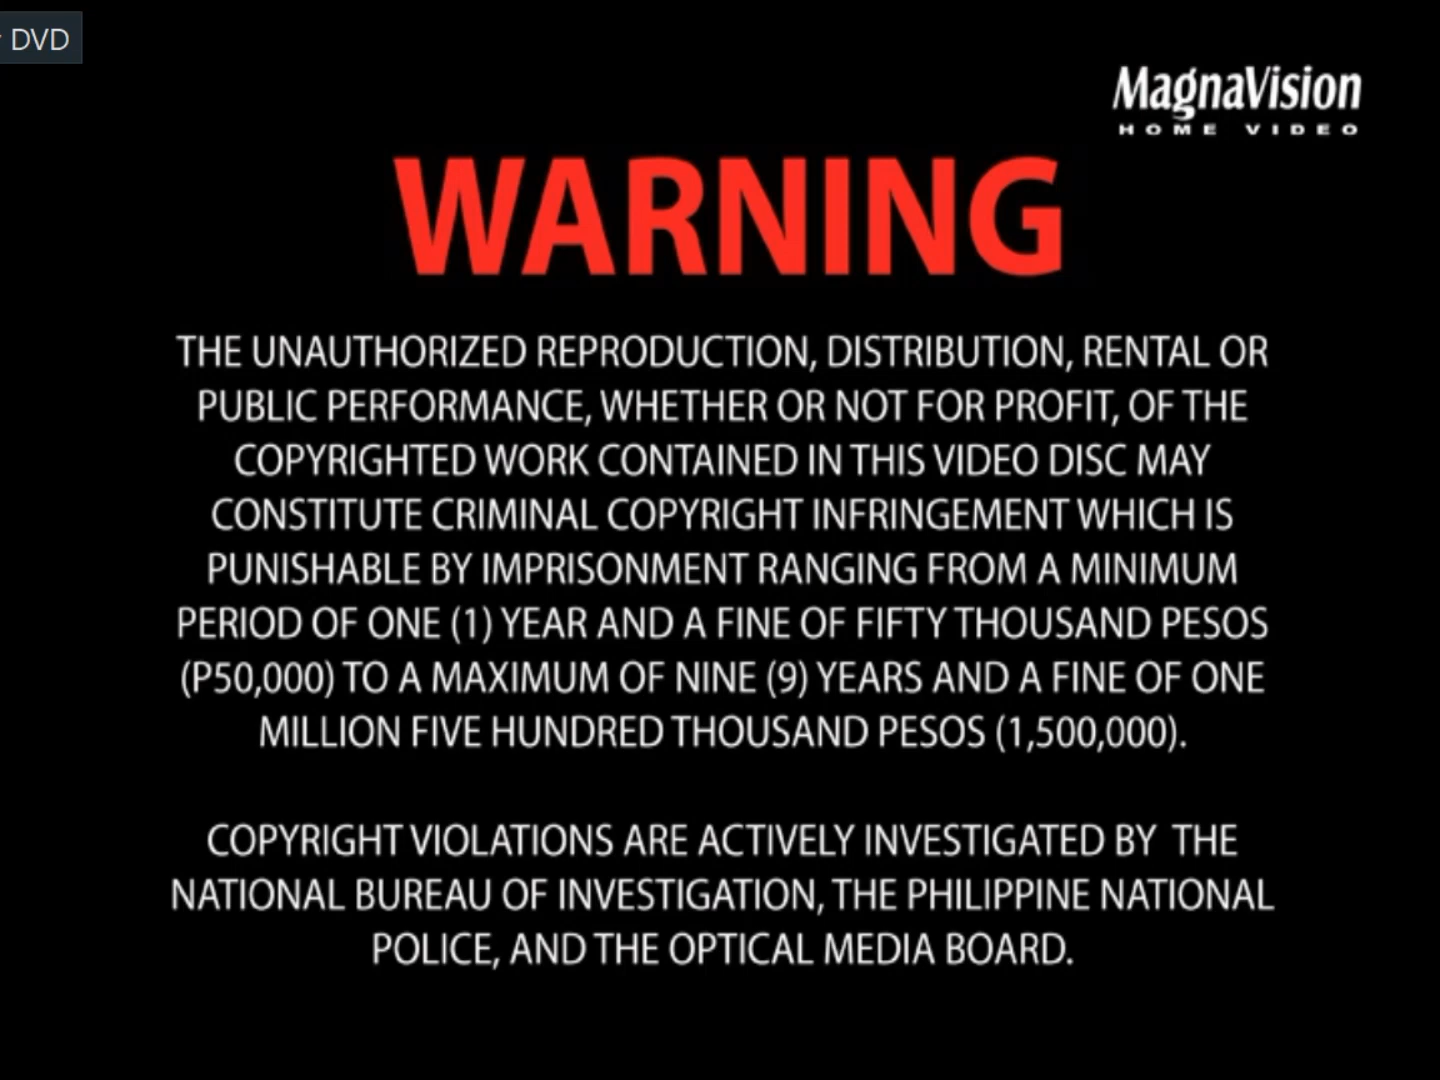 DVD
MagnaVision
HOME VIDEO
WARNING
THE UNAUTHORIZED REPRODUCTION, DISTRIBUTION, RENTAL OR
PUBLIC PERFORMANCE, WHETHER OR NOT FOR PROFIT, OF THE
COPYRIGHTED WORK CONTAINED IN THIS VIDEO DISC MAY
CONSTITUTE CRIMINAL COPYRIGHT INFRINGEMENT WHICH IS
PUNISHABLE BY IMPRISONMENT RANGING FROM A MINIMUM
PERIOD OF ONE (1) YEAR AND A FINE OF FIFTY THOUSAND PESOS
(P50,000) TO A MAXIMUM OF NINE (9) YEARS AND A FINE OF ONE
MILLION FIVE HUNDRED THOUSAND PESOS (1,500,000).
COPYRIGHT VIOLATIONS ARE ACTIVELY INVESTIGATED BY THE
NATIONAL BUREAU OF INVESTIGATION, THE PHILIPPINE NATIONAL
POLICE, AND THE OPTICAL MEDIA BOARD.